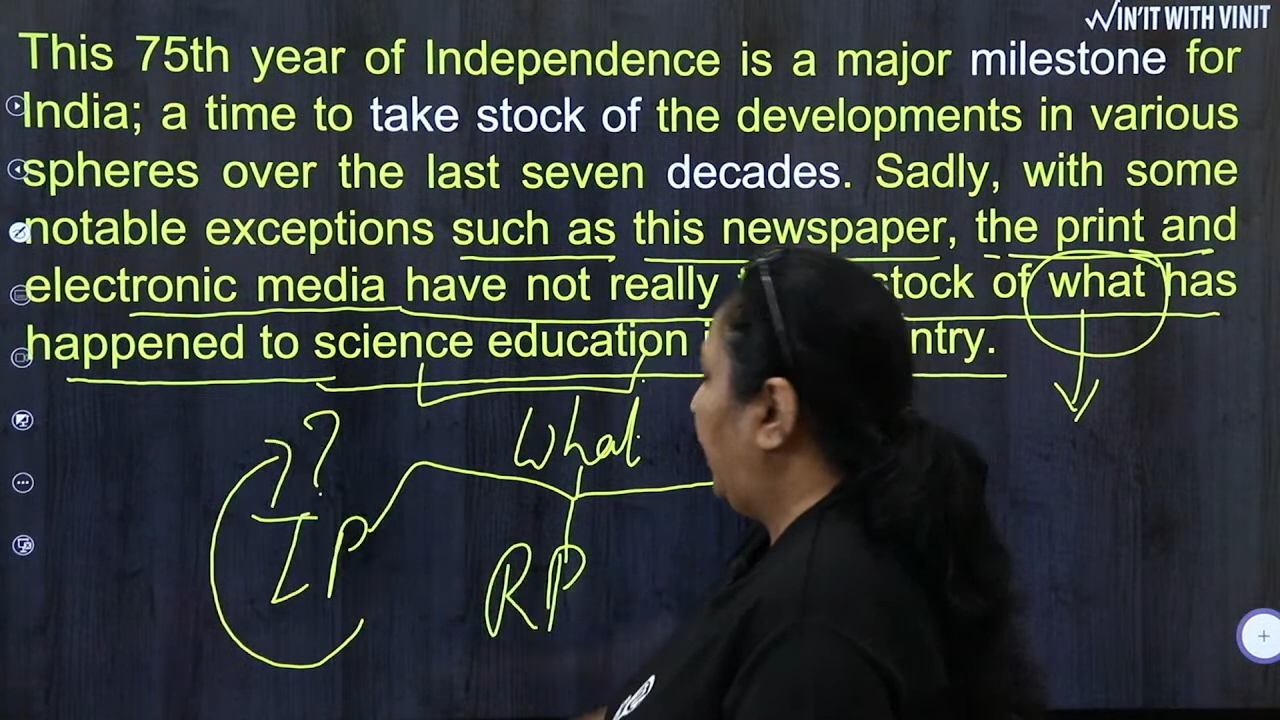 WIN'IT WITH VINIT
This 75th year of Independence is a major milestone for
India; a time to take stock of the developments in various
spheres over the last seven decades. Sadly, with some
notable exceptions such as this newspaper, the print and
electronic media have not really stock of what has
happened to science education ntry.
What
?
IP
RP